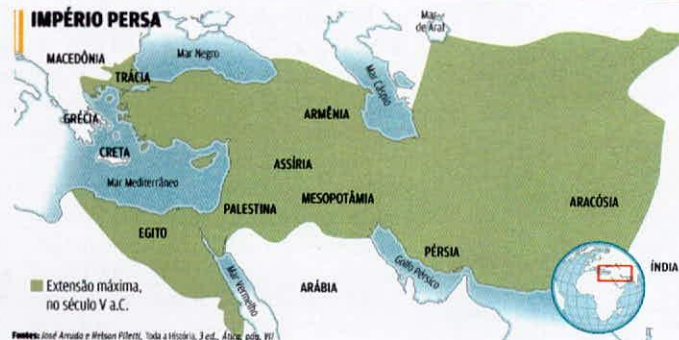 IMPÉRIO PERSA
Mar
de Aral
Mar Negro
MACEDÔNIA
TRÁCIA
Mar Cáspio
ARMÊNIA
GRÉCIA
CRETA
ASSÍRIA
Mar Mediterrâneo
MESOPOTÂMIA
PALESTINA
ARACÓSIA
EGITO
PÉRSIA
Golfo Pérsico
ÍNDIA
Mar Vermelho
ARÁBIA
Extensão máxima,
no século V a.C.
Fontes: José Arruda e Nelson Piletti, Toda a História, 3 ed., Ática, pág.